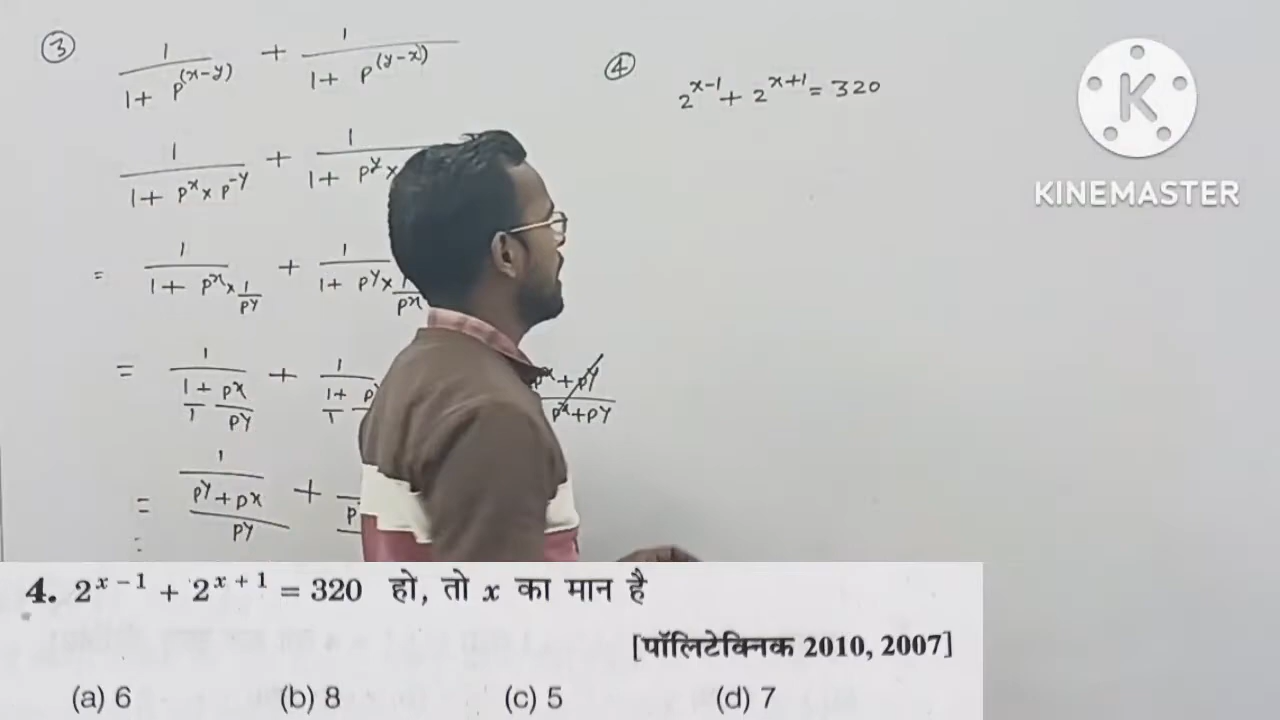 ③ 1/(1+ p^(x-y)) + 1/(1+ p^(y-x))
1/(1+ p^x × p^-y) + 1/(1+ p^y ×
= 1/(1+ p^x × 1/p^y) + 1/(1+ p^y × 1/p^x
= 1/(1/1 + p^x/p^y) + 1/(1/1 + p
p^x + p^y / p^x + p^y
= 1/((p^y + p^x)/p^y) +
④ 2^(x-1) + 2^(x+1) = 320
K
KINEMASTER
4. 2^(x – 1) + 2^(x + 1) = 320 हो, तो x का मान है
[पॉलिटेक्निक 2010, 2007]
(a) 6 (b) 8 (c) 5 (d) 7